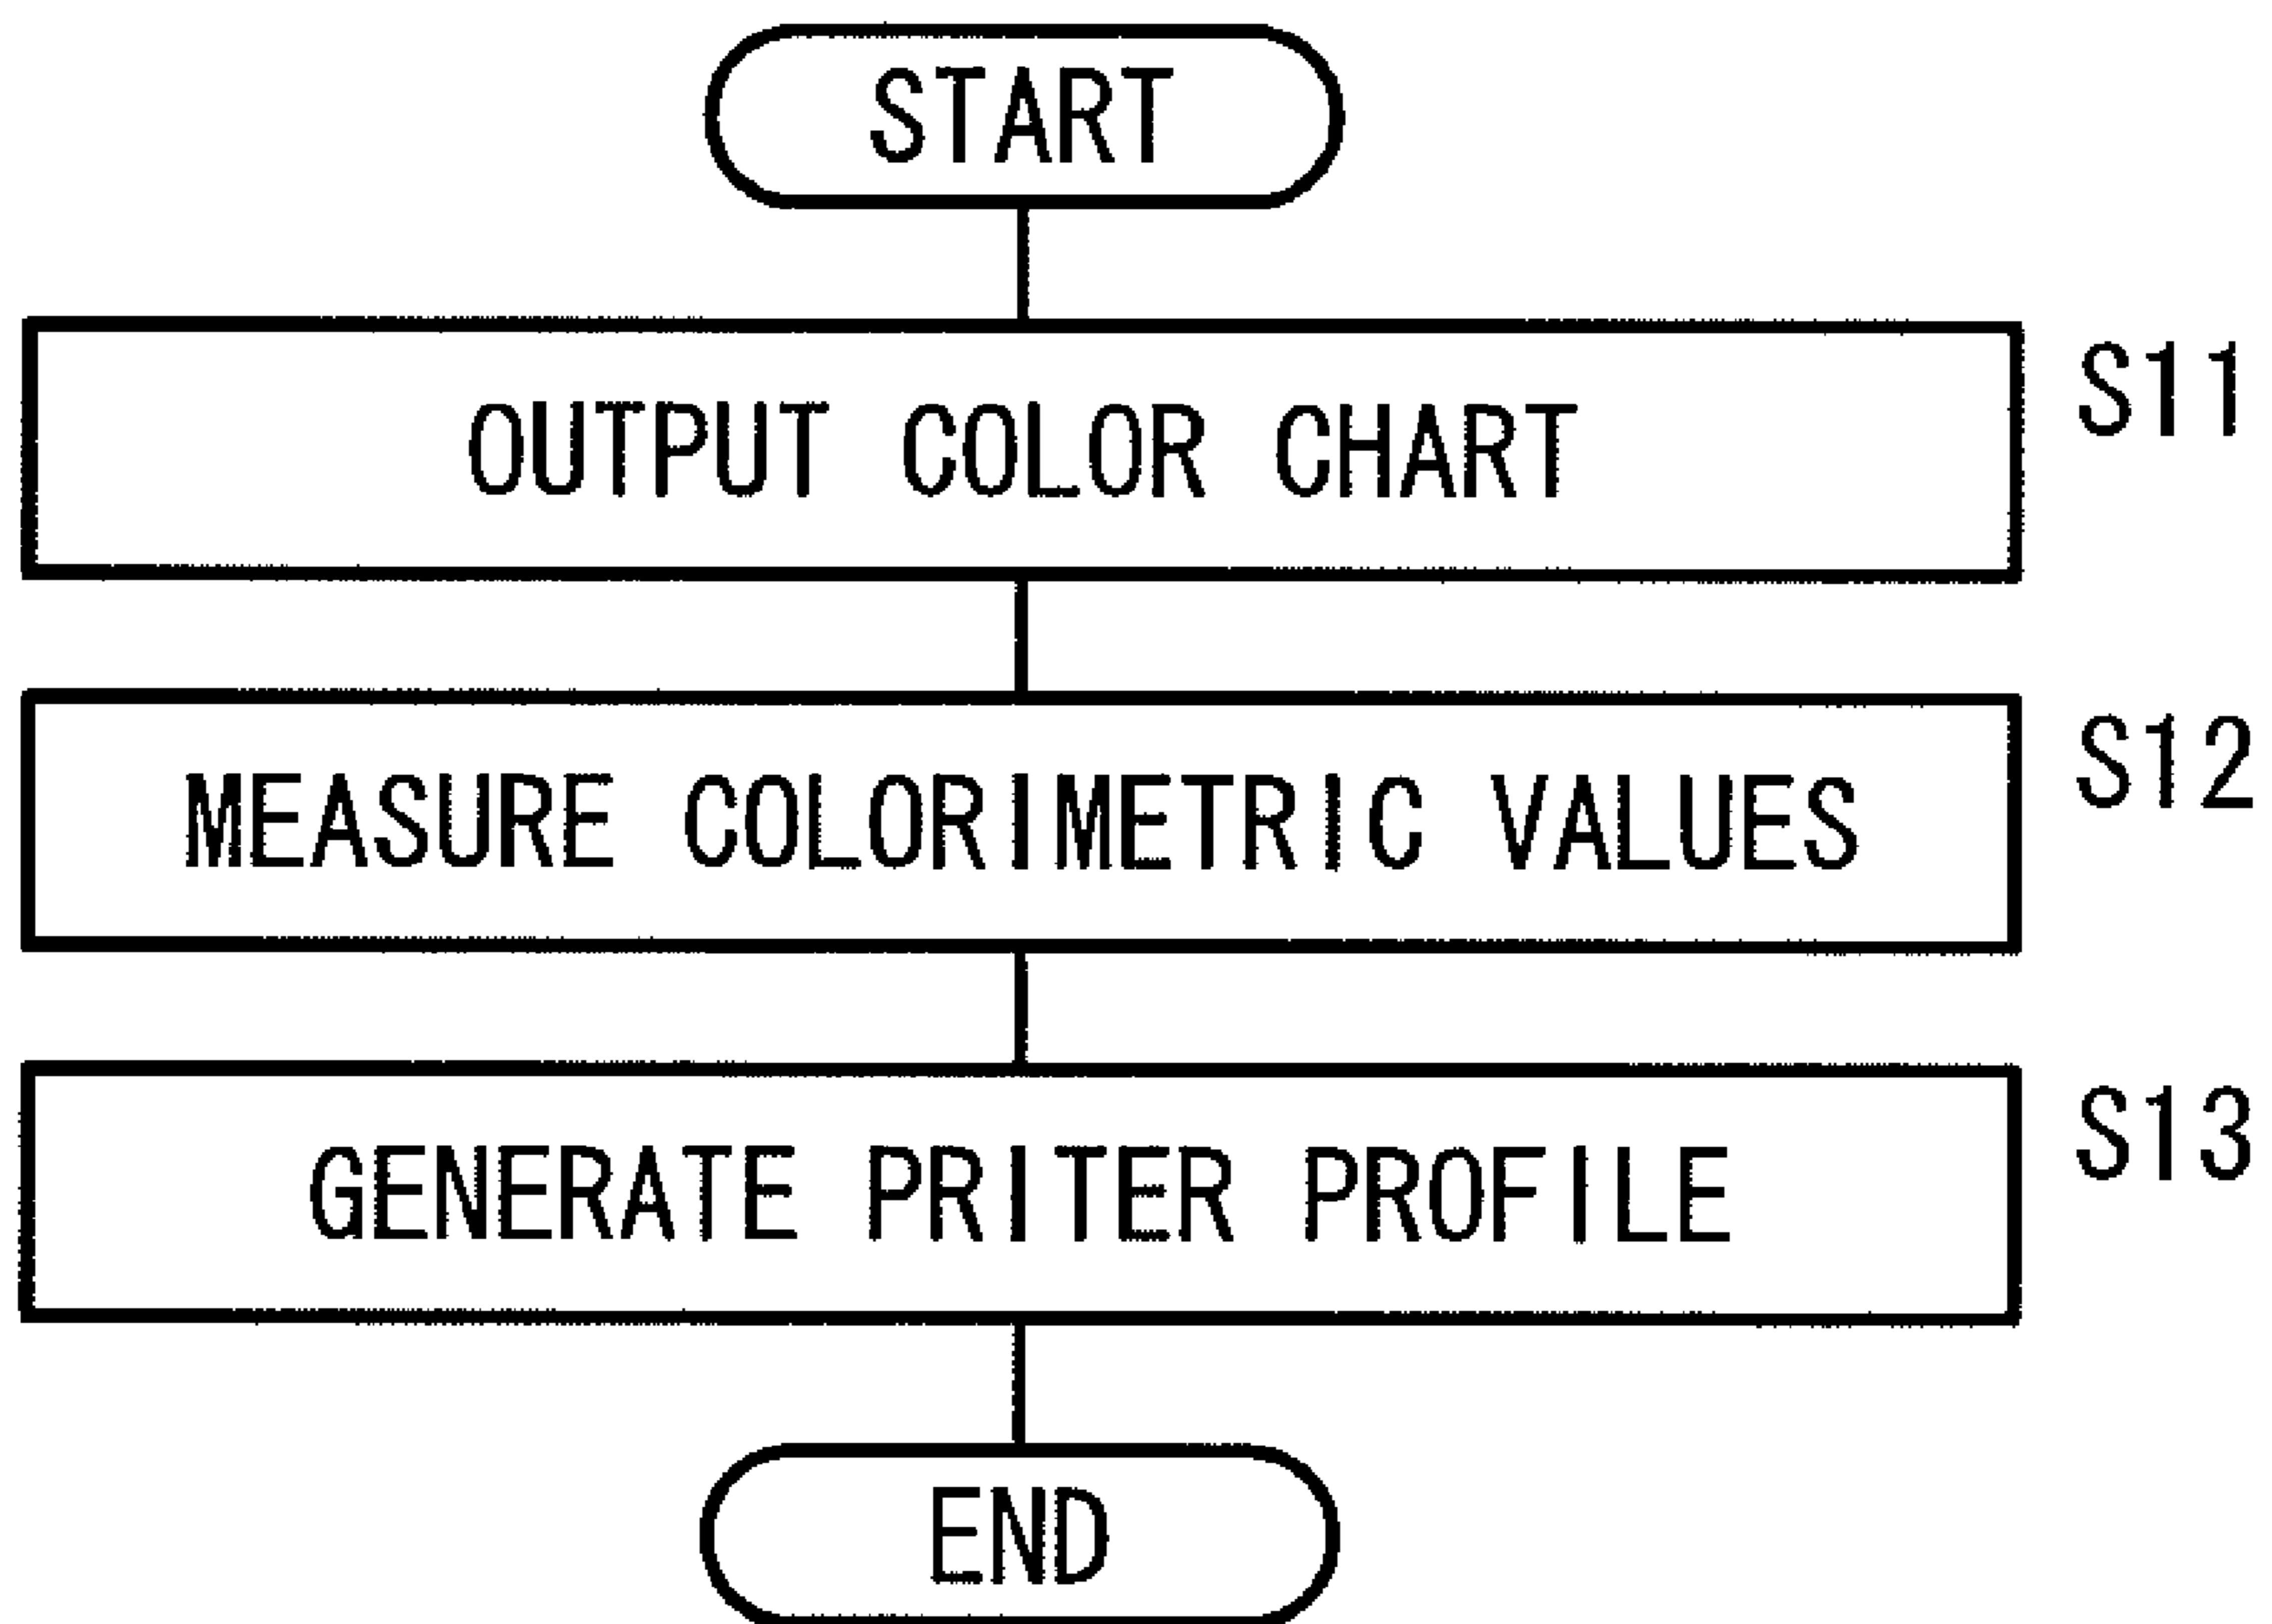 START
OUTPUT COLOR CHART
S11
MEASURE COLORIMETRIC VALUES
S12
GENERATE PRITER PROFILE
S13
END